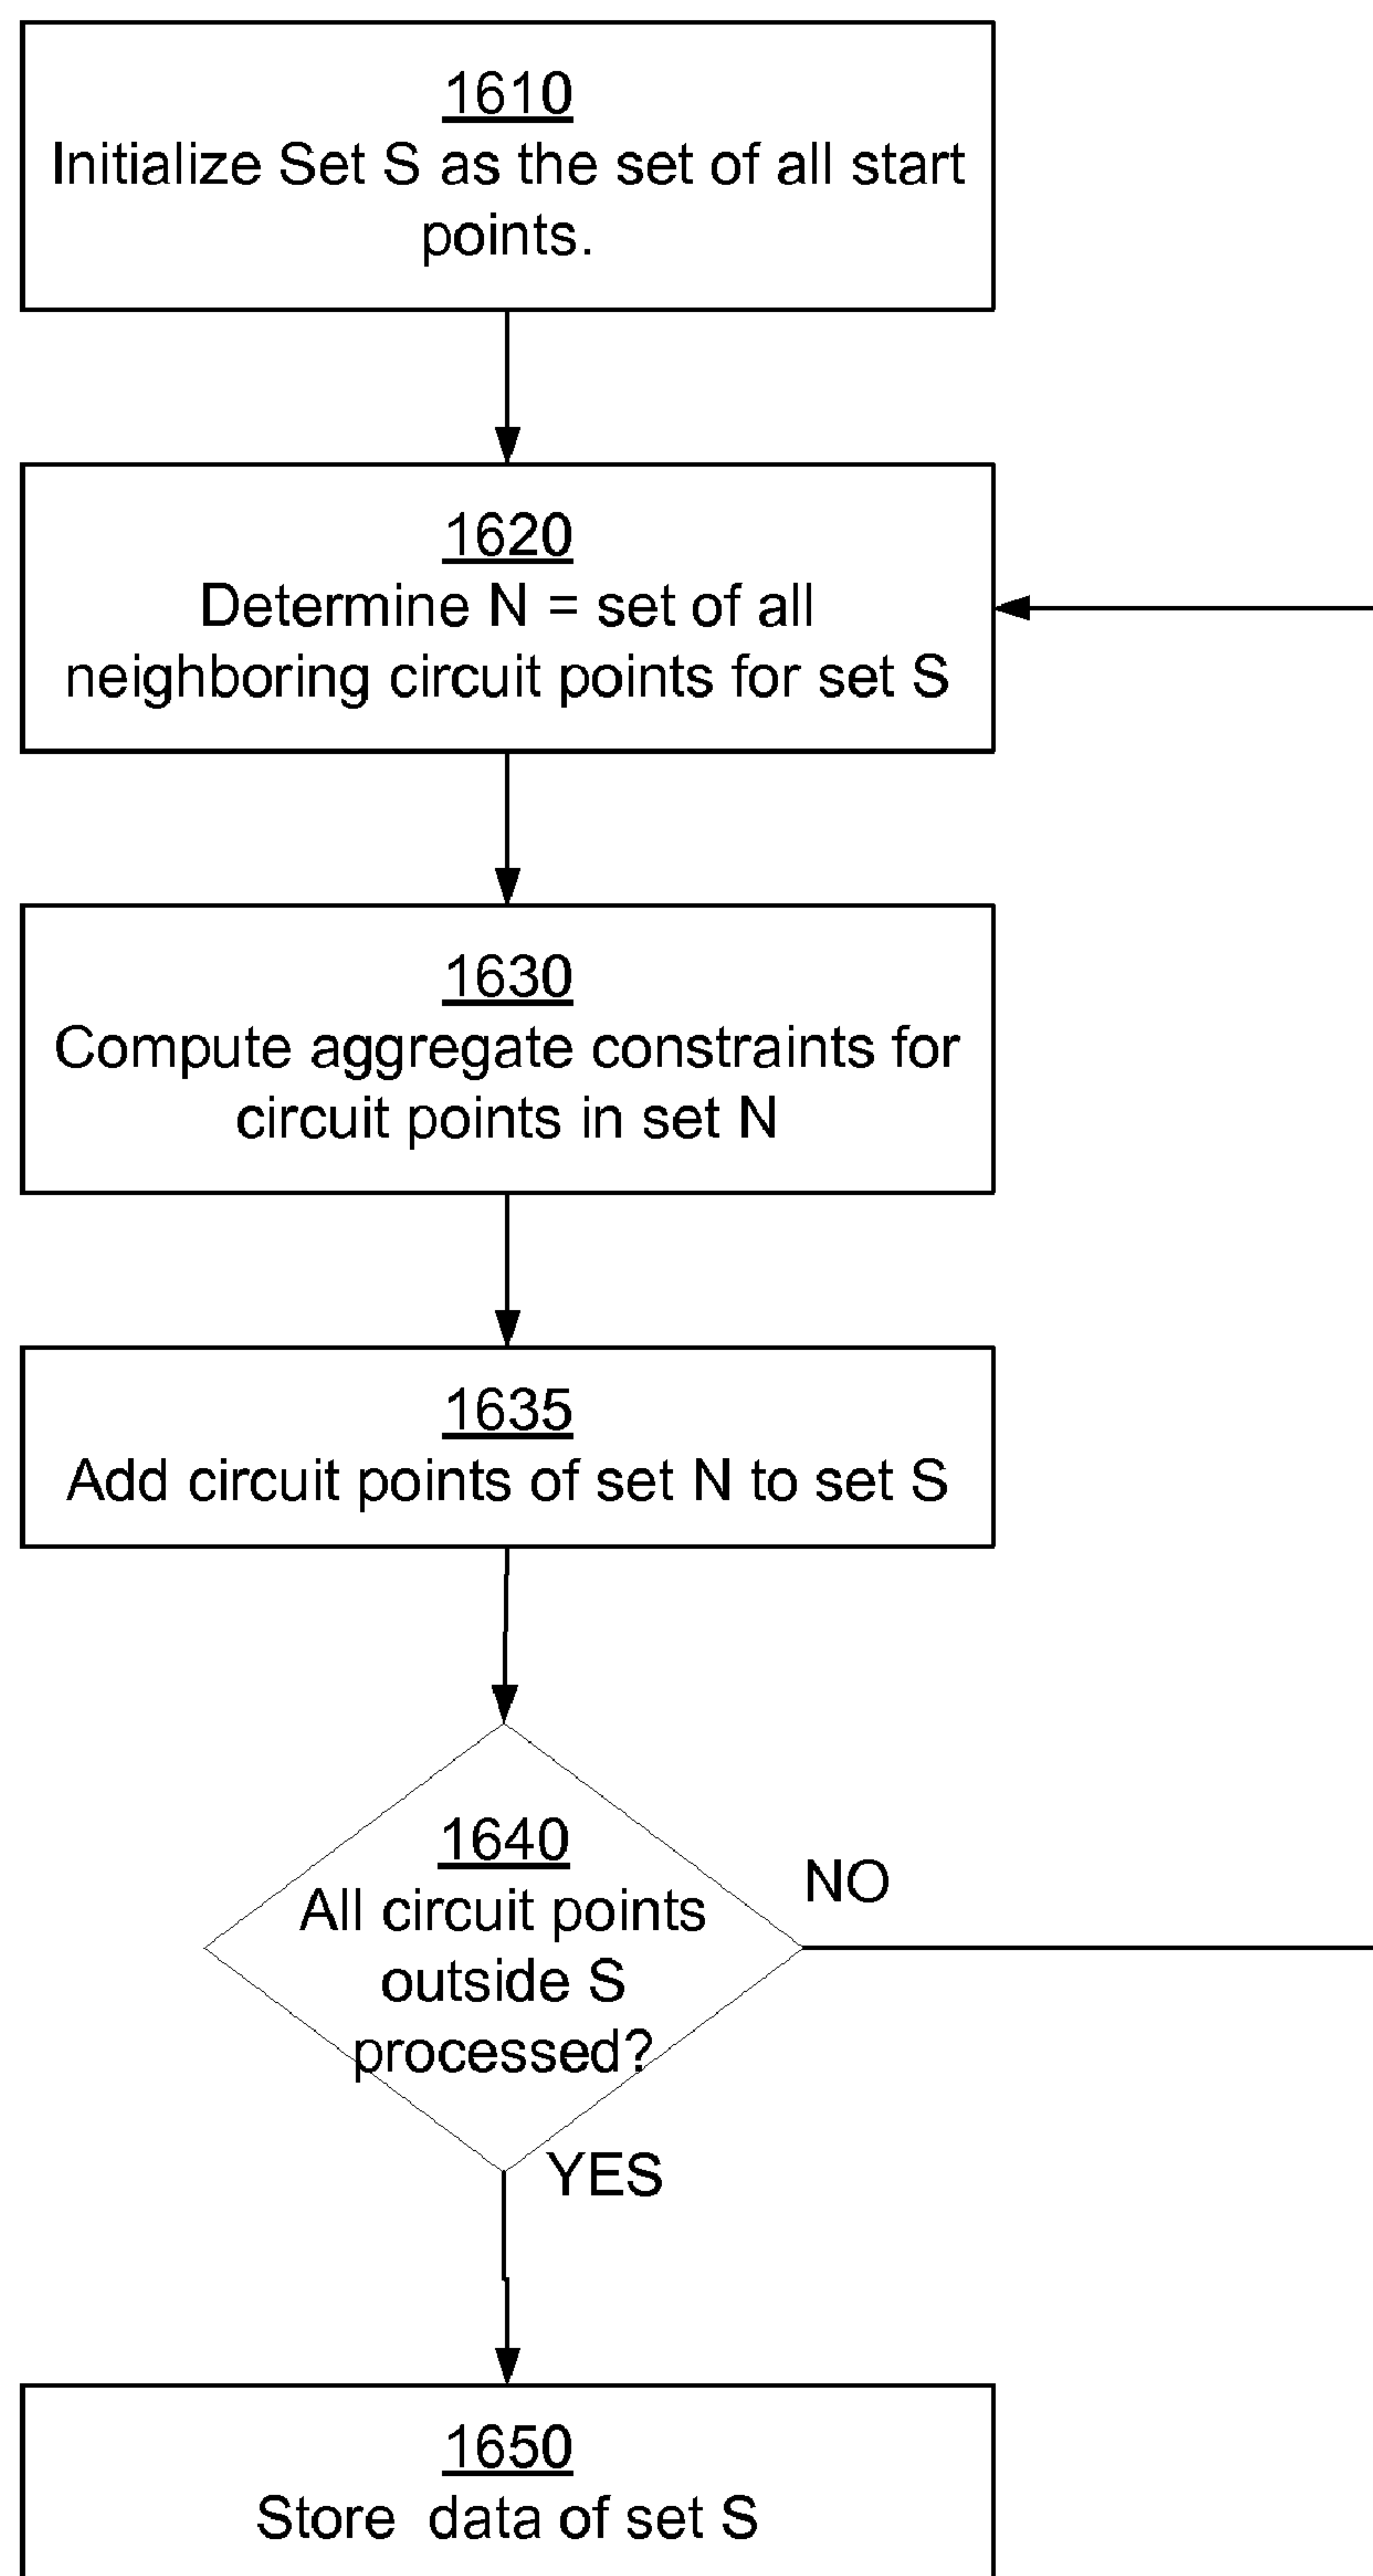 1610
Initialize Set S as the set of all start
points.
1620
Determine N = set of all
neighboring circuit points for set S
1630
Compute aggregate constraints for
circuit points in set N
1635
Add circuit points of set N to set S
1640
All circuit points
outside S
processed?
NO
YES
1650
Store data of set S